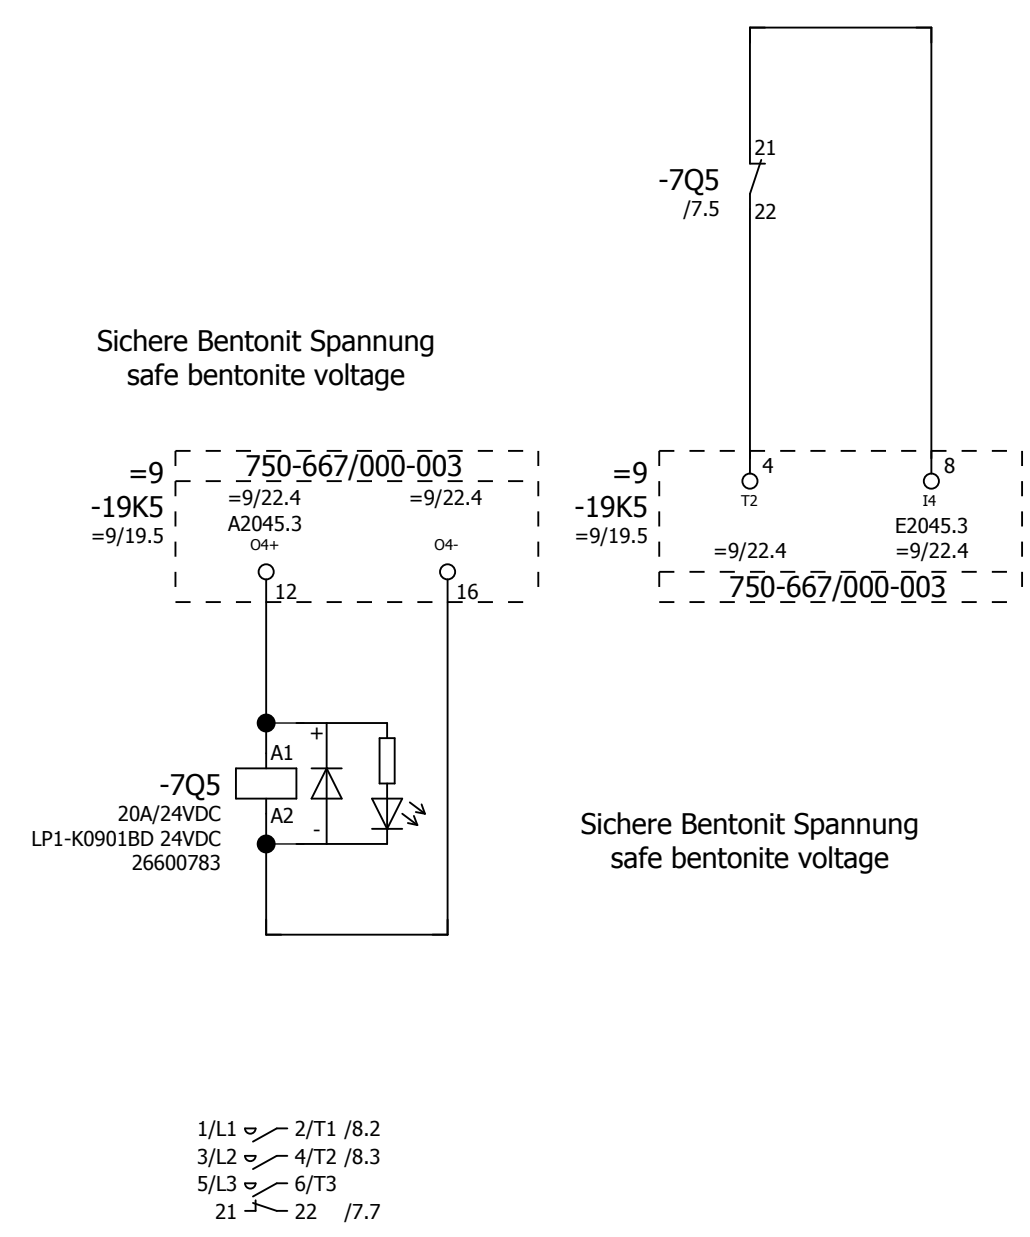 21
-7Q5
/7.5
22
Sichere Bentonit Spannung
safe bentonite voltage
=9
-19K5
=9/19.5
750-667/000-003
=9/22.4
=9/22.4
A2045.3
O4+
O4-
12
16
=9
-19K5
=9/19.5
4
8
T2
I4
E2045.3
=9/22.4
=9/22.4
750-667/000-003
+
A1
-7Q5
20A/24VDC
A2
-
LP1-K0901BD 24VDC
26600783
Sichere Bentonit Spannung
safe bentonite voltage
1/L1 2/T1 /8.2
3/L2 4/T2 /8.3
5/L3 6/T3
21 22 /7.7